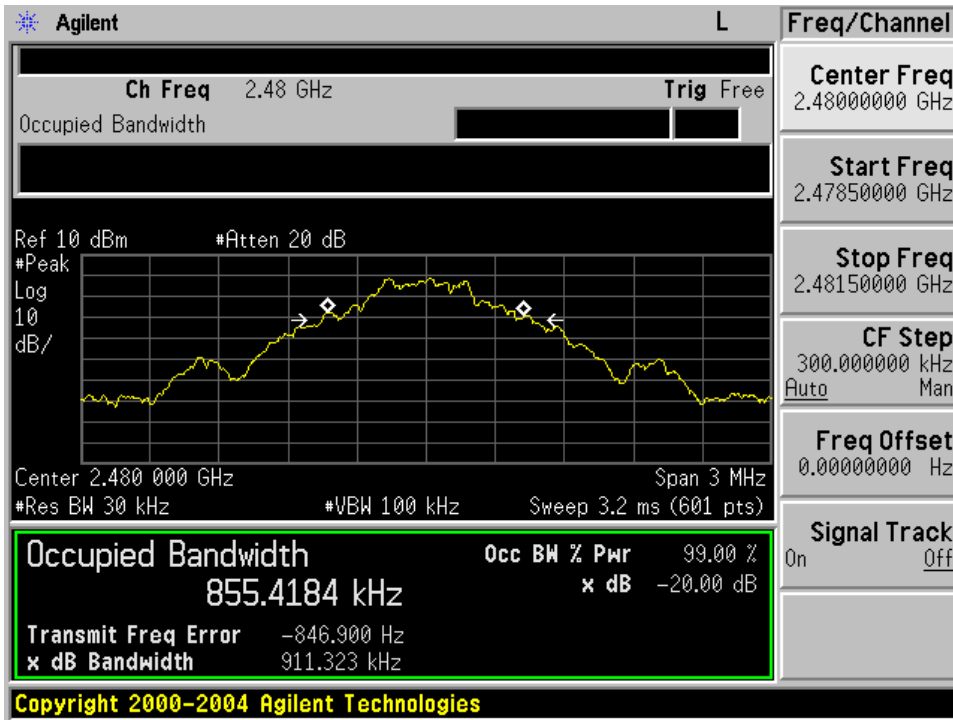 Agilent L Freq/Channel
Ch Freq 2.48 GHz Trig Free
Occupied Bandwidth
Ref 10 dBm #Atten 20 dB
#Peak
Log
10
dB/
Center 2.480 000 GHz Span 3 MHz
#Res BW 30 kHz #VBW 100 kHz Sweep 3.2 ms (601 pts)
Occupied Bandwidth Occ BW % Pwr 99.00 %
855.4184 kHz x dB -20.00 dB
Transmit Freq Error -846.900 Hz
x dB Bandwidth 911.323 kHz
Copyright 2000-2004 Agilent Technologies
Center Freq
2.48000000 GHz
Start Freq
2.47850000 GHz
Stop Freq
2.48150000 GHz
CF Step
300.000000 kHz
Auto Man
Freq Offset
0.00000000 Hz
Signal Track
On Off